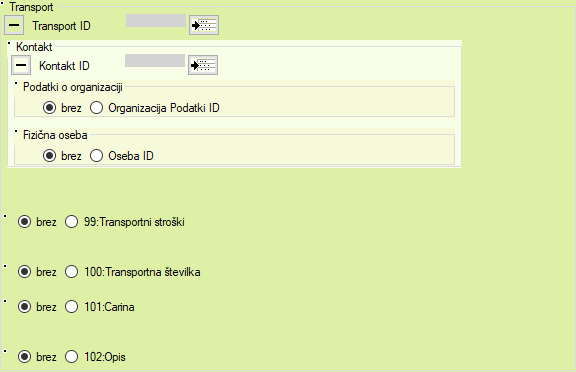 Transport
Transport ID
Kontakt
Kontakt ID
Podatki o organizaciji
brez Organizacija Podatki ID
Fizična oseba
brez Oseba ID
brez 99:Transportni stroški
brez 100:Transportna številka
brez 101:Carina
brez 102:Opis